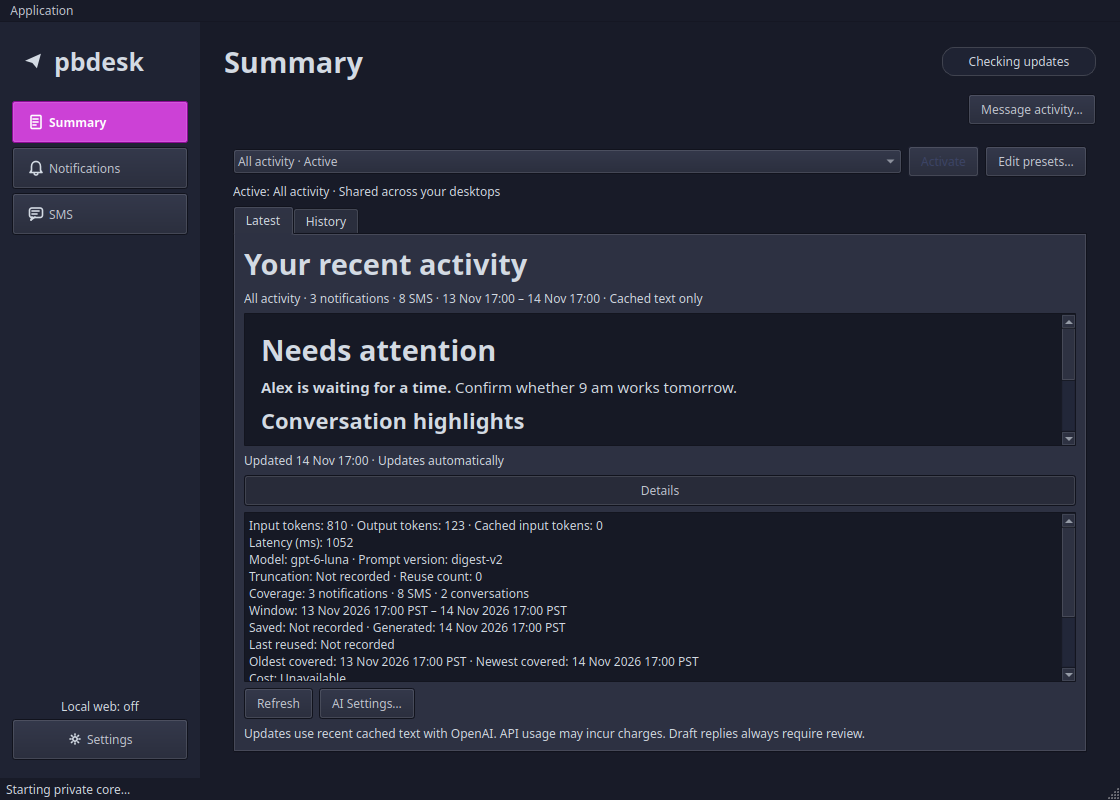 Application
pbdesk
Summary
Notifications
SMS
Local web: off
Settings
Starting private core...
Summary
Checking updates
Message activity...
All activity · Active
Activate
Edit presets...
Active: All activity · Shared across your desktops
Latest
History
Your recent activity
All activity · 3 notifications · 8 SMS · 13 Nov 17:00 – 14 Nov 17:00 · Cached text only
Needs attention
Alex is waiting for a time. Confirm whether 9 am works tomorrow.
Conversation highlights
Updated 14 Nov 17:00 · Updates automatically
Details
Input tokens: 810 · Output tokens: 123 · Cached input tokens: 0
Latency (ms): 1052
Model: gpt-6-luna · Prompt version: digest-v2
Truncation: Not recorded · Reuse count: 0
Coverage: 3 notifications · 8 SMS · 2 conversations
Window: 13 Nov 2026 17:00 PST – 14 Nov 2026 17:00 PST
Saved: Not recorded · Generated: 14 Nov 2026 17:00 PST
Last reused: Not recorded
Oldest covered: 13 Nov 2026 17:00 PST · Newest covered: 14 Nov 2026 17:00 PST
Cost: Unavailable
Refresh
AI Settings...
Updates use recent cached text with OpenAI. API usage may incur charges. Draft replies always require review.